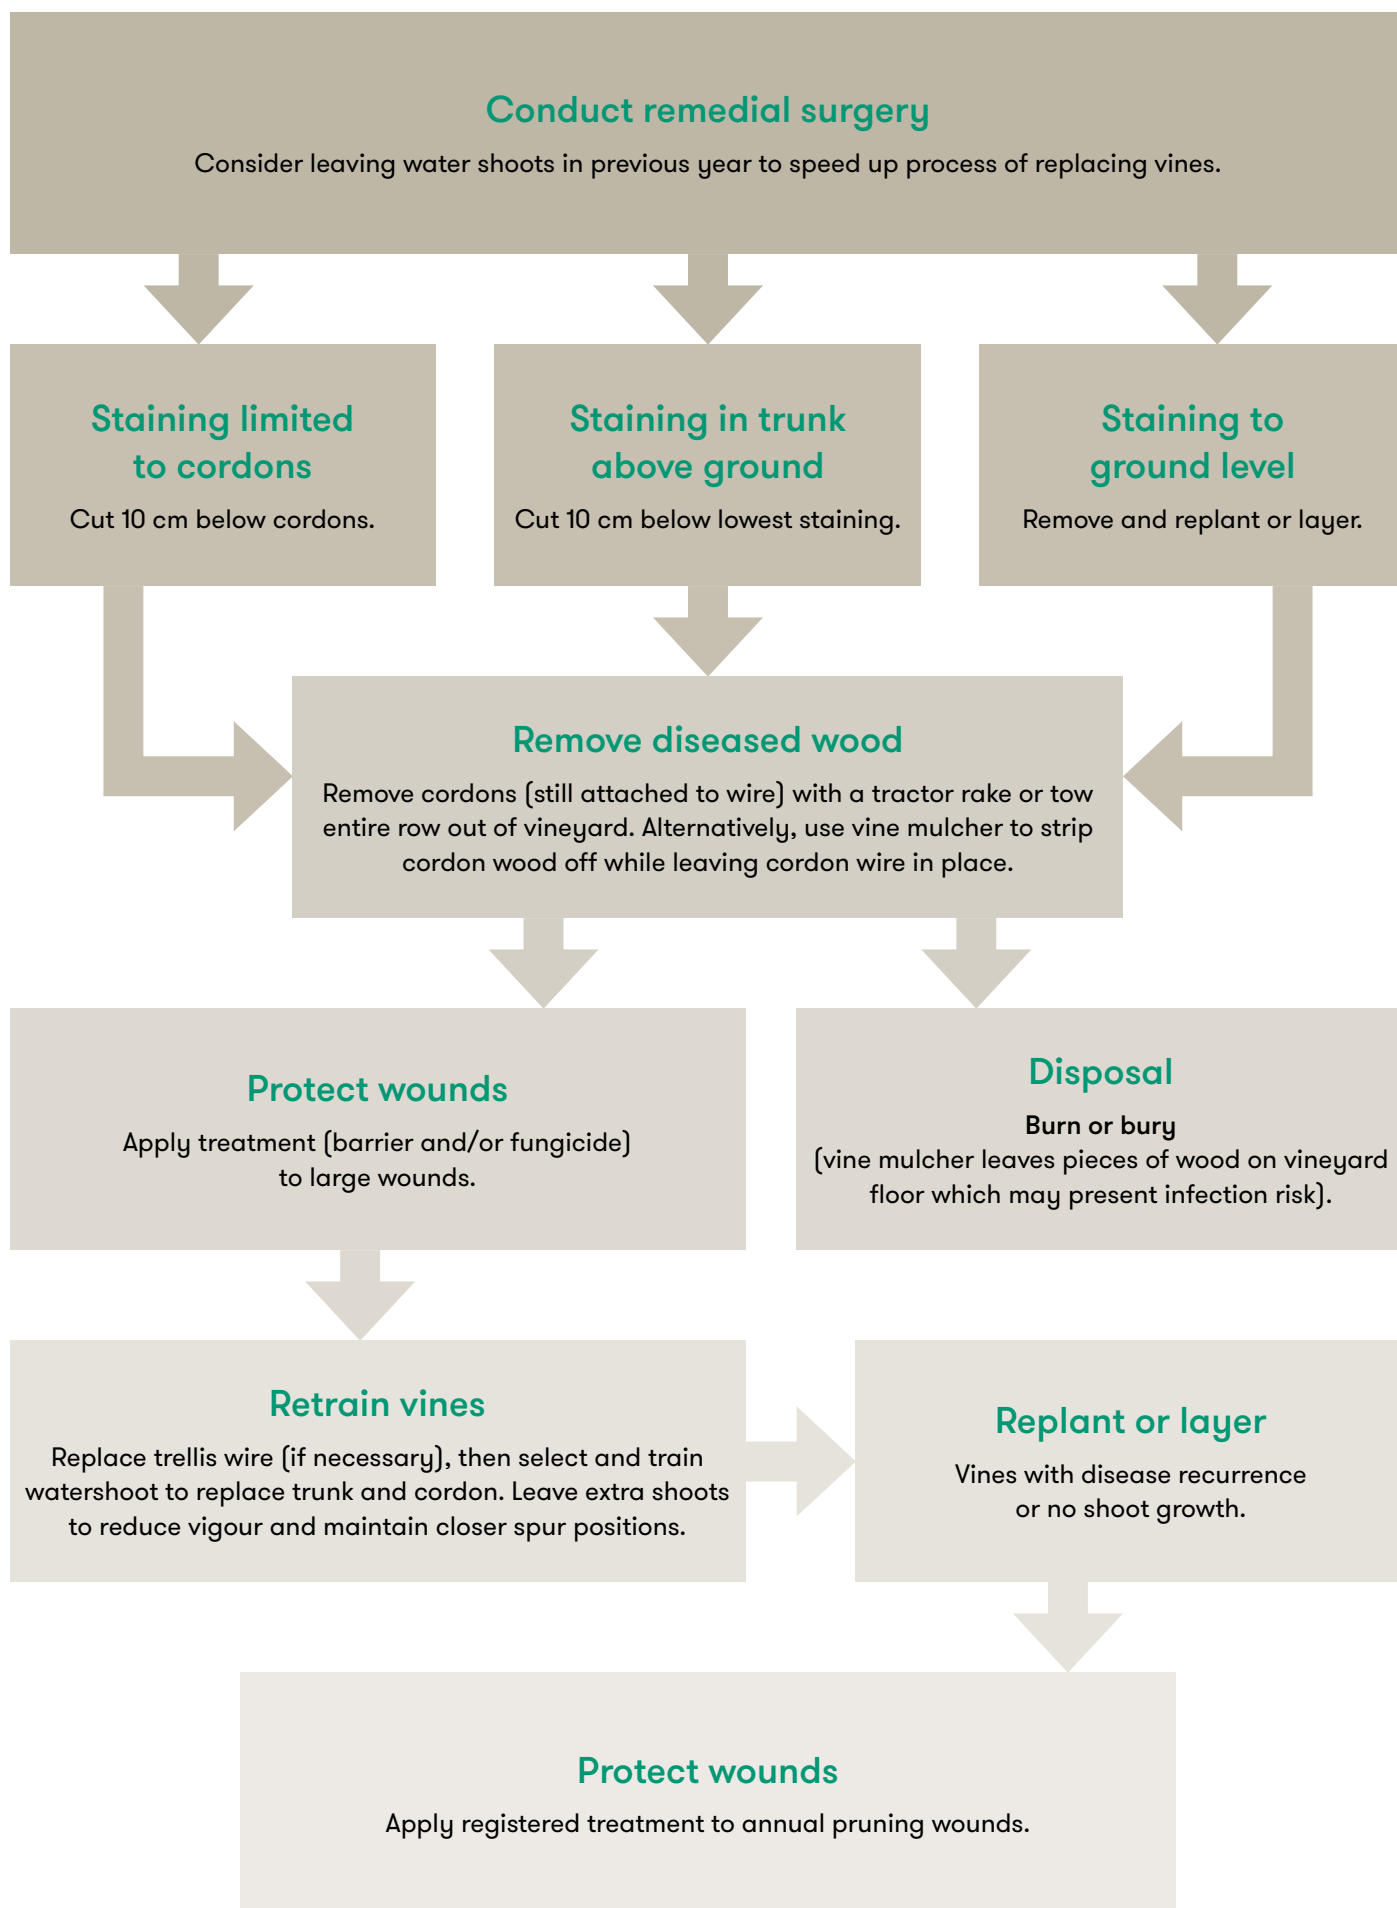 Conduct remedial surgery
Consider leaving water shoots in previous year to speed up process of replacing vines.
Staining limited
to cordons
Cut 10 cm below cordons.
Staining in trunk
above ground
Cut 10 cm below lowest staining.
Staining to
ground level
Remove and replant or layer.
Remove diseased wood
Remove cordons (still attached to wire) with a tractor rake or tow
entire row out of vineyard. Alternatively, use vine mulcher to strip
cordon wood off while leaving cordon wire in place.
Protect wounds
Apply treatment (barrier and/or fungicide)
to large wounds.
Disposal
Burn or bury
(vine mulcher leaves pieces of wood on vineyard
floor which may present infection risk).
Retrain vines
Replace trellis wire (if necessary), then select and train
watershoot to replace trunk and cordon. Leave extra shoots
to reduce vigour and maintain closer spur positions.
Replant or layer
Vines with disease recurrence
or no shoot growth.
Protect wounds
Apply registered treatment to annual pruning wounds.